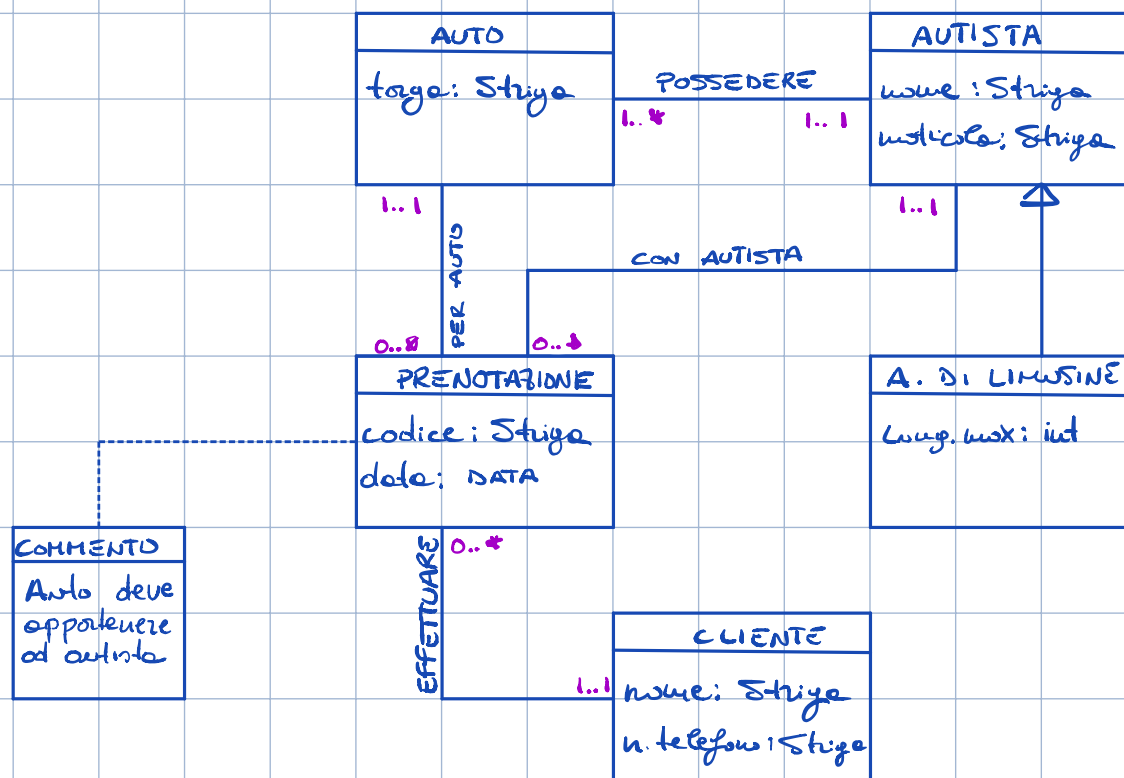 AUTO
targa: Stringa
POSSEDERE
1..*
1..1
AUTISTA
nome: Stringa
matricola: Stringa
1..1
PER AUTO
0..*
1..1
CON AUTISTA
PRENOTAZIONE
codice: Stringa
data: DATA
A. DI LIMUSINE
Lung. max: int
COMMENTO
Auto deve
appartenere
ad autista
EFFETTUARE
0..*
1..1
CLIENTE
nome: Stringa
n. telefono: Stringa